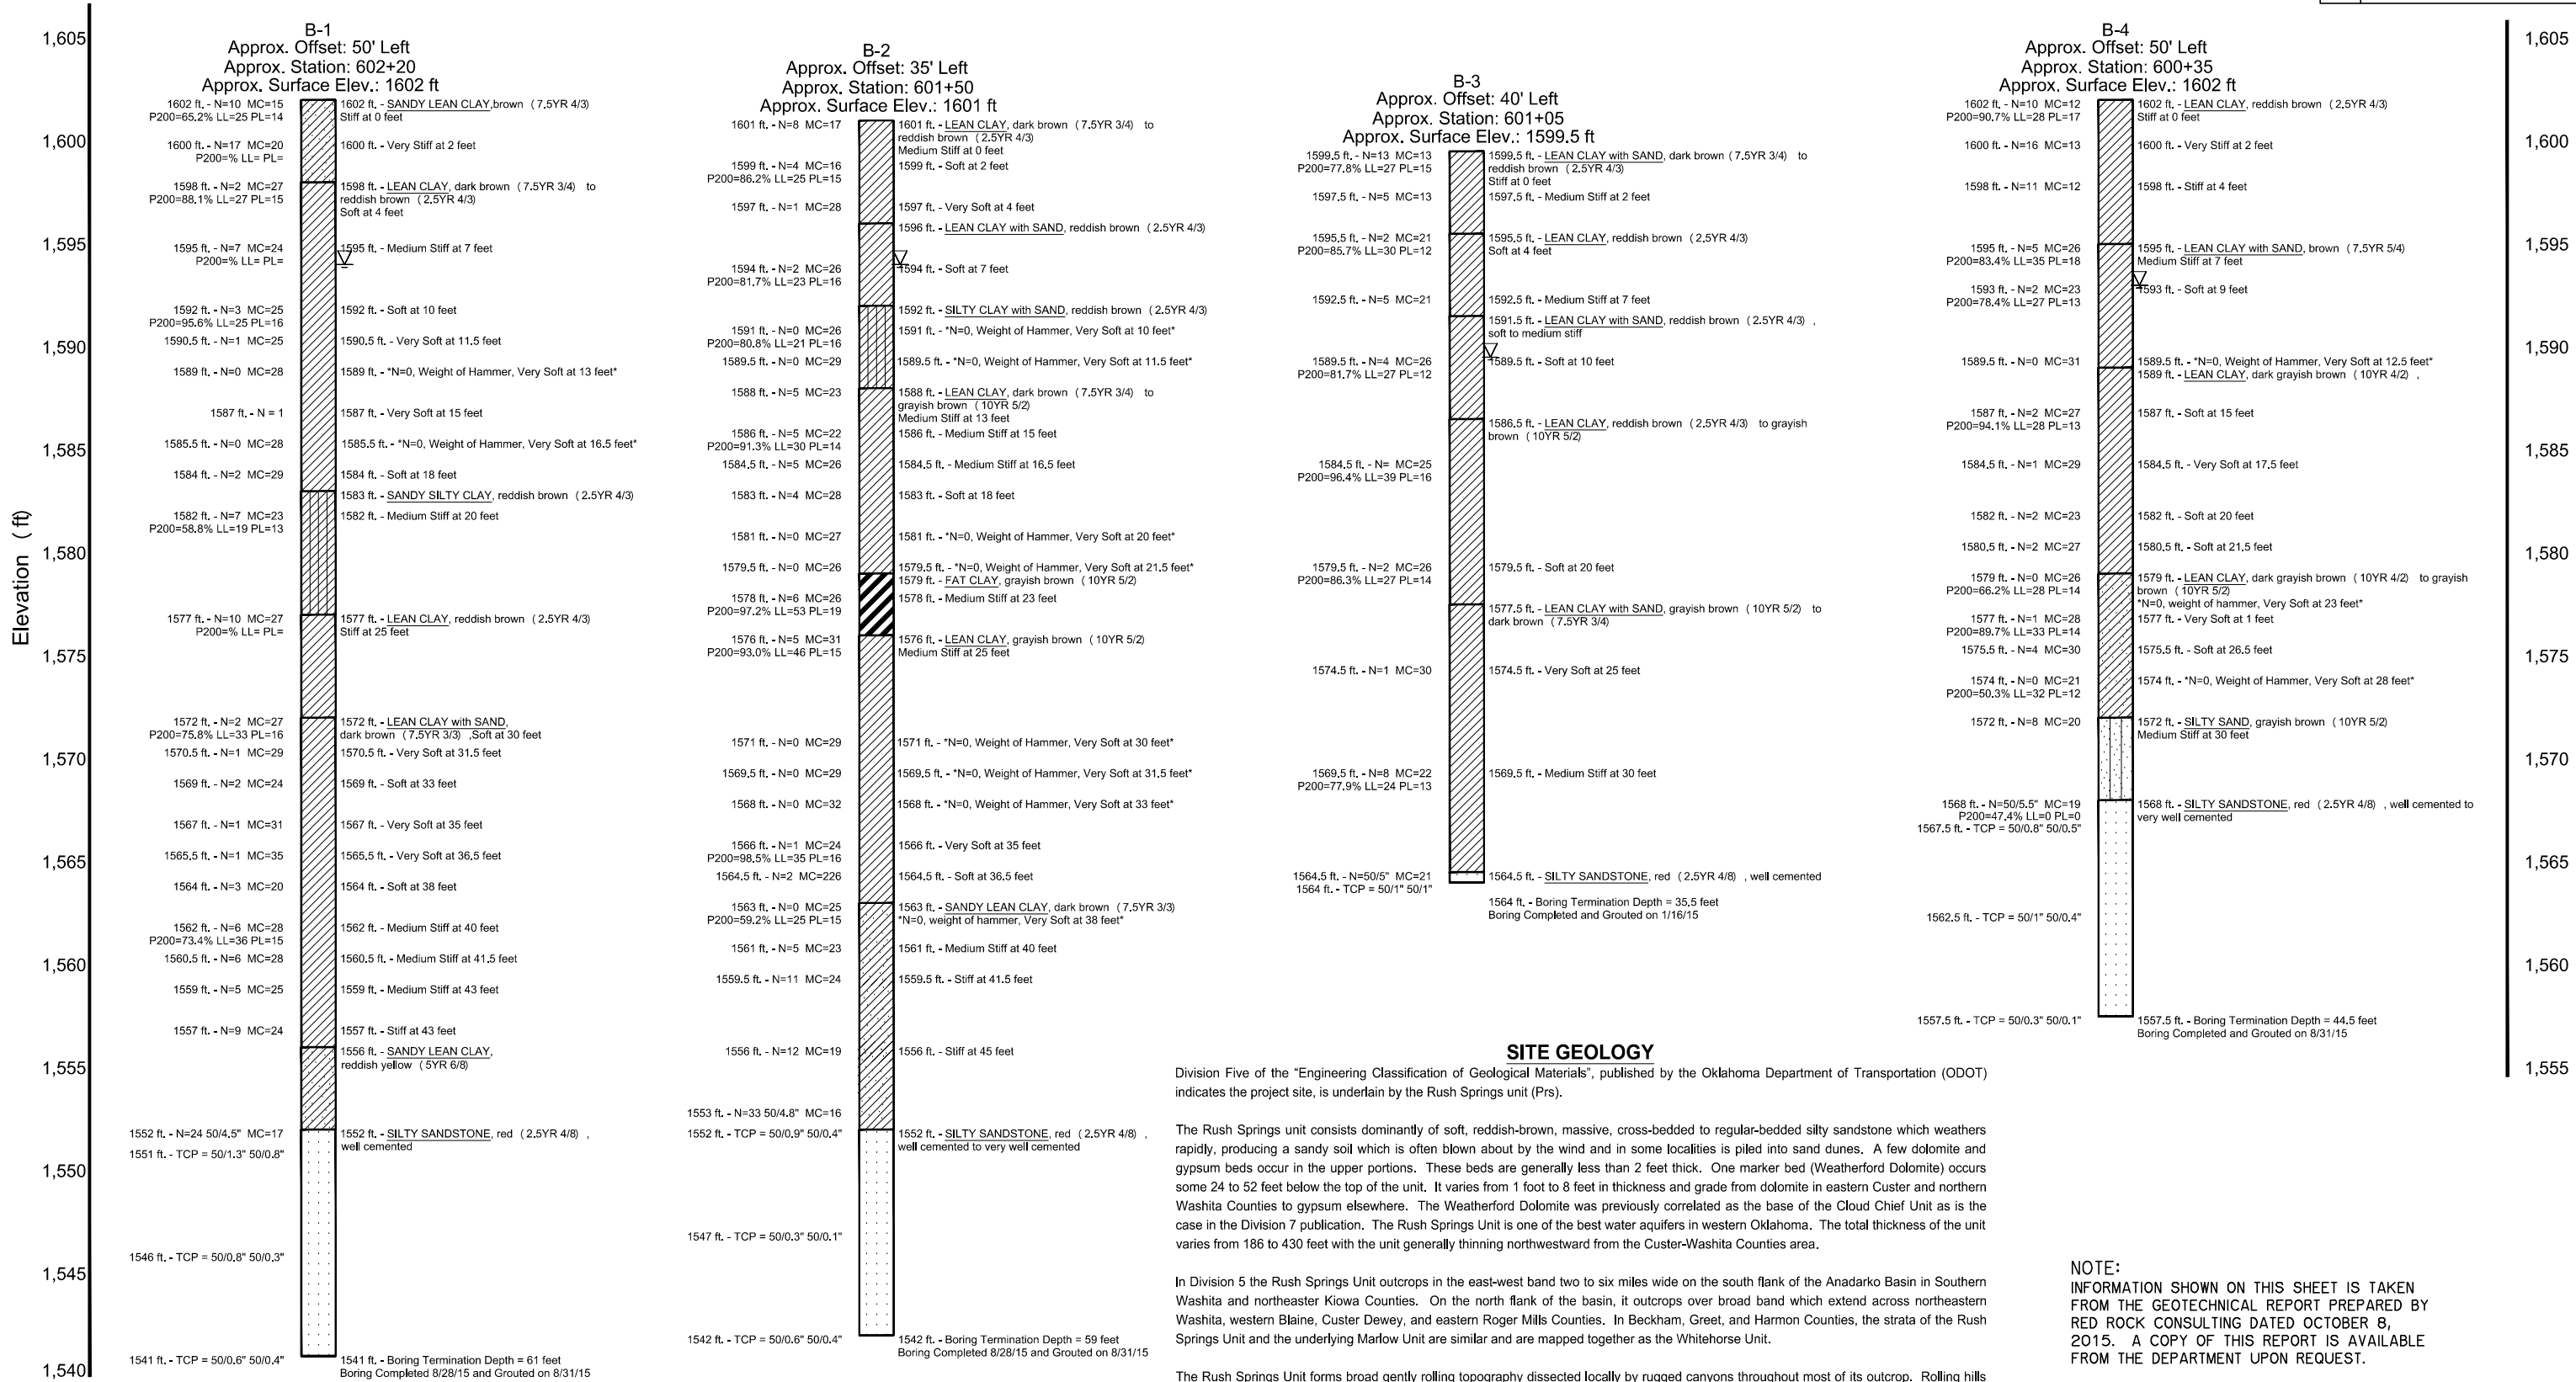 1,605
1,600
1,595
1,590
1,585
1,580
1,575
1,570
1,565
1,560
1,555
1,550
1,545
1,540
Elevation (ft)
B-1
Approx. Offset: 50' Left
Approx. Station: 602+20
Approx. Surface Elev.: 1602 ft
1602 ft. - N=10 MC=15
P200=65.2% LL=25 PL=14
1602 ft. - SANDY LEAN CLAY,brown (7.5YR 4/3)
Stiff at 0 feet
1600 ft. - N=17 MC=20
P200=% LL= PL=
1600 ft. - Very Stiff at 2 feet
1598 ft. - N=2 MC=27
P200=88.1% LL=27 PL=15
1598 ft. - LEAN CLAY, dark brown (7.5YR 3/4) to
reddish brown (2.5YR 4/3)
Soft at 4 feet
1595 ft. - N=7 MC=24
P200=% LL= PL=
1595 ft. - Medium Stiff at 7 feet
1592 ft. - N=3 MC=25
P200=95.6% LL=25 PL=16
1592 ft. - Soft at 10 feet
1590.5 ft. - N=1 MC=25
1590.5 ft. - Very Soft at 11.5 feet
1589 ft. - N=0 MC=28
1589 ft. - *N=0, Weight of Hammer, Very Soft at 13 feet*
1587 ft. - N = 1
1587 ft. - Very Soft at 15 feet
1585.5 ft. - N=0 MC=28
1585.5 ft. - *N=0, Weight of Hammer, Very Soft at 16.5 feet*
1584 ft. - N=2 MC=29
1584 ft. - Soft at 18 feet
1583 ft. - SANDY SILTY CLAY, reddish brown (2.5YR 4/3)
1582 ft. - N=7 MC=23
P200=58.8% LL=19 PL=13
1582 ft. - Medium Stiff at 20 feet
1577 ft. - N=10 MC=27
P200=% LL= PL=
1577 ft. - LEAN CLAY, reddish brown (2.5YR 4/3)
Stiff at 25 feet
1572 ft. - N=2 MC=27
P200=75.8% LL=33 PL=16
1572 ft. - LEAN CLAY with SAND,
dark brown (7.5YR 3/3) ,Soft at 30 feet
1570.5 ft. - N=1 MC=29
1570.5 ft. - Very Soft at 31.5 feet
1569 ft. - N=2 MC=24
1569 ft. - Soft at 33 feet
1567 ft. - N=1 MC=31
1567 ft. - Very Soft at 35 feet
1565.5 ft. - N=1 MC=35
1565.5 ft. - Very Soft at 36.5 feet
1564 ft. - N=3 MC=20
1564 ft. - Soft at 38 feet
1562 ft. - N=6 MC=28
P200=73.4% LL=36 PL=15
1562 ft. - Medium Stiff at 40 feet
1560.5 ft. - N=6 MC=28
1560.5 ft. - Medium Stiff at 41.5 feet
1559 ft. - N=5 MC=25
1559 ft. - Medium Stiff at 43 feet
1557 ft. - N=9 MC=24
1557 ft. - Stiff at 43 feet
1556 ft. - SANDY LEAN CLAY,
reddish yellow (5YR 6/8)
1552 ft. - N=24 50/4.5" MC=17
1552 ft. - SILTY SANDSTONE, red (2.5YR 4/8) ,
well cemented
1551 ft. - TCP = 50/1.3" 50/0.8"
1546 ft. - TCP = 50/0.8" 50/0.3"
1541 ft. - TCP = 50/0.6" 50/0.4"
1541 ft. - Boring Termination Depth = 61 feet
Boring Completed 8/28/15 and Grouted on 8/31/15
B-2
Approx. Offset: 35' Left
Approx. Station: 601+50
Approx. Surface Elev.: 1601 ft
1601 ft. - N=8 MC=17
1601 ft. - LEAN CLAY, dark brown (7.5YR 3/4) to
reddish brown (2.5YR 4/3)
Medium Stiff at 0 feet
1599 ft. - N=4 MC=16
P200=86.2% LL=25 PL=15
1599 ft. - Soft at 2 feet
1597 ft. - N=1 MC=28
1597 ft. - Very Soft at 4 feet
1596 ft. - LEAN CLAY with SAND, reddish brown (2.5YR 4/3)
1594 ft. - N=2 MC=26
P200=81.7% LL=23 PL=16
1594 ft. - Soft at 7 feet
1592 ft. - SILTY CLAY with SAND, reddish brown (2.5YR 4/3)
1591 ft. - N=0 MC=26
P200=80.8% LL=21 PL=16
1591 ft. - *N=0, Weight of Hammer, Very Soft at 10 feet*
1589.5 ft. - N=0 MC=29
1589.5 ft. - *N=0, Weight of Hammer, Very Soft at 11.5 feet*
1588 ft. - N=5 MC=23
1588 ft. - LEAN CLAY, dark brown (7.5YR 3/4) to
grayish brown (10YR 5/2)
Medium Stiff at 13 feet
1586 ft. - N=5 MC=22
P200=91.3% LL=30 PL=14
1586 ft. - Medium Stiff at 15 feet
1584.5 ft. - N=5 MC=26
1584.5 ft. - Medium Stiff at 16.5 feet
1583 ft. - N=4 MC=28
1583 ft. - Soft at 18 feet
1581 ft. - N=0 MC=27
1581 ft. - *N=0, Weight of Hammer, Very Soft at 20 feet*
1579.5 ft. - N=0 MC=26
1579.5 ft. - *N=0, Weight of Hammer, Very Soft at 21.5 feet*
1579 ft. - FAT CLAY, grayish brown (10YR 5/2)
1578 ft. - N=6 MC=26
P200=97.2% LL=53 PL=19
1578 ft. - Medium Stiff at 23 feet
1576 ft. - N=5 MC=31
P200=93.0% LL=46 PL=15
1576 ft. - LEAN CLAY, grayish brown (10YR 5/2)
Medium Stiff at 25 feet
1571 ft. - N=0 MC=29
1571 ft. - *N=0, Weight of Hammer, Very Soft at 30 feet*
1569.5 ft. - N=0 MC=29
1569.5 ft. - *N=0, Weight of Hammer, Very Soft at 31.5 feet*
1568 ft. - N=0 MC=32
1568 ft. - *N=0, Weight of Hammer, Very Soft at 33 feet*
1566 ft. - N=1 MC=24
P200=98.5% LL=35 PL=16
1566 ft. - Very Soft at 35 feet
1564.5 ft. - N=2 MC=226
1564.5 ft. - Soft at 36.5 feet
1563 ft. - N=0 MC=25
P200=59.2% LL=25 PL=15
1563 ft. - SANDY LEAN CLAY, dark brown (7.5YR 3/3)
*N=0, weight of hammer, Very Soft at 38 feet*
1561 ft. - N=5 MC=23
1561 ft. - Medium Stiff at 40 feet
1559.5 ft. - N=11 MC=24
1559.5 ft. - Stiff at 41.5 feet
1556 ft. - N=12 MC=19
1556 ft. - Stiff at 45 feet
1553 ft. - N=33 50/4.8" MC=16
1552 ft. - TCP = 50/0.9" 50/0.4"
1552 ft. - SILTY SANDSTONE, red (2.5YR 4/8) ,
well cemented to very well cemented
1547 ft. - TCP = 50/0.3" 50/0.1"
1542 ft. - TCP = 50/0.6" 50/0.4"
1542 ft. - Boring Termination Depth = 59 feet
Boring Completed 8/28/15 and Grouted on 8/31/15
B-3
Approx. Offset: 40' Left
Approx. Station: 601+05
Approx. Surface Elev.: 1599.5 ft
1599.5 ft. - N=13 MC=13
P200=77.8% LL=27 PL=15
1599.5 ft. - LEAN CLAY with SAND, dark brown (7.5YR 3/4) to
reddish brown (2.5YR 4/3)
Stiff at 0 feet
1597.5 ft. - N=5 MC=13
1597.5 ft. - Medium Stiff at 2 feet
1595.5 ft. - N=2 MC=21
P200=85.7% LL=30 PL=12
1595.5 ft. - LEAN CLAY, reddish brown (2.5YR 4/3)
Soft at 4 feet
1592.5 ft. - N=5 MC=21
1592.5 ft. - Medium Stiff at 7 feet
1591.5 ft. - LEAN CLAY with SAND, reddish brown (2.5YR 4/3) ,
soft to medium stiff
1589.5 ft. - N=4 MC=26
P200=81.7% LL=27 PL=12
1589.5 ft. - Soft at 10 feet
1586.5 ft. - LEAN CLAY, reddish brown (2.5YR 4/3) to grayish
brown (10YR 5/2)
1584.5 ft. - N= MC=25
P200=96.4% LL=39 PL=16
1579.5 ft. - N=2 MC=26
P200=86.3% LL=27 PL=14
1579.5 ft. - Soft at 20 feet
1577.5 ft. - LEAN CLAY with SAND, grayish brown (10YR 5/2) to
dark brown (7.5YR 3/4)
1574.5 ft. - N=1 MC=30
1574.5 ft. - Very Soft at 25 feet
1569.5 ft. - N=8 MC=22
P200=77.9% LL=24 PL=13
1569.5 ft. - Medium Stiff at 30 feet
1564.5 ft. - N=50/5" MC=21
1564 ft. - TCP = 50/1" 50/1"
1564.5 ft. - SILTY SANDSTONE, red (2.5YR 4/8) , well cemented
1564 ft. - Boring Termination Depth = 35.5 feet
Boring Completed and Grouted on 1/16/15
B-4
Approx. Offset: 50' Left
Approx. Station: 600+35
Approx. Surface Elev.: 1602 ft
1602 ft. - N=10 MC=12
P200=90.7% LL=28 PL=17
1602 ft. - LEAN CLAY, reddish brown (2.5YR 4/3)
Stiff at 0 feet
1600 ft. - N=16 MC=13
1600 ft. - Very Stiff at 2 feet
1598 ft. - N=11 MC=12
1598 ft. - Stiff at 4 feet
1595 ft. - N=5 MC=26
P200=83.4% LL=35 PL=18
1595 ft. - LEAN CLAY with SAND, brown (7.5YR 5/4)
Medium Stiff at 7 feet
1593 ft. - N=2 MC=23
P200=78.4% LL=27 PL=13
1593 ft. - Soft at 9 feet
1589.5 ft. - N=0 MC=31
1589.5 ft. - *N=0, Weight of Hammer, Very Soft at 12.5 feet*
1589 ft. - LEAN CLAY, dark grayish brown (10YR 4/2) ,
1587 ft. - N=2 MC=27
P200=94.1% LL=28 PL=13
1587 ft. - Soft at 15 feet
1584.5 ft. - N=1 MC=29
1584.5 ft. - Very Soft at 17.5 feet
1582 ft. - N=2 MC=23
1582 ft. - Soft at 20 feet
1580.5 ft. - N=2 MC=27
1580.5 ft. - Soft at 21.5 feet
1579 ft. - N=0 MC=26
P200=66.2% LL=28 PL=14
1579 ft. - LEAN CLAY, dark grayish brown (10YR 4/2) to grayish
brown (10YR 5/2)
*N=0, weight of hammer, Very Soft at 23 feet*
1577 ft. - N=1 MC=28
P200=89.7% LL=33 PL=14
1577 ft. - Very Soft at 1 feet
1575.5 ft. - N=4 MC=30
1575.5 ft. - Soft at 26.5 feet
1574 ft. - N=0 MC=21
P200=50.3% LL=32 PL=12
1574 ft. - *N=0, Weight of Hammer, Very Soft at 28 feet*
1572 ft. - N=8 MC=20
1572 ft. - SILTY SAND, grayish brown (10YR 5/2)
Medium Stiff at 30 feet
1568 ft. - N=50/5.5" MC=19
P200=47.4% LL=0 PL=0
1567.5 ft. - TCP = 50/0.8" 50/0.5"
1568 ft. - SILTY SANDSTONE, red (2.5YR 4/8) , well cemented to
very well cemented
1562.5 ft. - TCP = 50/1" 50/0.4"
1557.5 ft. - TCP = 50/0.3" 50/0.1"
1557.5 ft. - Boring Termination Depth = 44.5 feet
Boring Completed and Grouted on 8/31/15
1,605
1,600
1,595
1,590
1,585
1,580
1,575
1,570
1,565
1,560
1,555
SITE GEOLOGY
Division Five of the “Engineering Classification of Geological Materials”, published by the Oklahoma Department of Transportation (ODOT)
indicates the project site, is underlain by the Rush Springs unit (Prs).
The Rush Springs unit consists dominantly of soft, reddish-brown, massive, cross-bedded to regular-bedded silty sandstone which weathers
rapidly, producing a sandy soil which is often blown about by the wind and in some localities is piled into sand dunes. A few dolomite and
gypsum beds occur in the upper portions. These beds are generally less than 2 feet thick. One marker bed (Weatherford Dolomite) occurs
some 24 to 52 feet below the top of the unit. It varies from 1 foot to 8 feet in thickness and grade from dolomite in eastern Custer and northern
Washita Counties to gypsum elsewhere. The Weatherford Dolomite was previously correlated as the base of the Cloud Chief Unit as is the
case in the Division 7 publication. The Rush Springs Unit is one of the best water aquifers in western Oklahoma. The total thickness of the unit
varies from 186 to 430 feet with the unit generally thinning northwestward from the Custer-Washita Counties area.
In Division 5 the Rush Springs Unit outcrops in the east-west band two to six miles wide on the south flank of the Anadarko Basin in Southern
Washita and northeaster Kiowa Counties. On the north flank of the basin, it outcrops over broad band which extend across northeastern
Washita, western Blaine, Custer Dewey, and eastern Roger Mills Counties. In Beckham, Greet, and Harmon Counties, the strata of the Rush
Springs Unit and the underlying Marlow Unit are similar and are mapped together as the Whitehorse Unit.
The Rush Springs Unit forms broad gently rolling topography dissected locally by rugged canyons throughout most of its outcrop. Rolling hills
NOTE:
INFORMATION SHOWN ON THIS SHEET IS TAKEN
FROM THE GEOTECHNICAL REPORT PREPARED BY
RED ROCK CONSULTING DATED OCTOBER 8,
2015. A COPY OF THIS REPORT IS AVAILABLE
FROM THE DEPARTMENT UPON REQUEST.